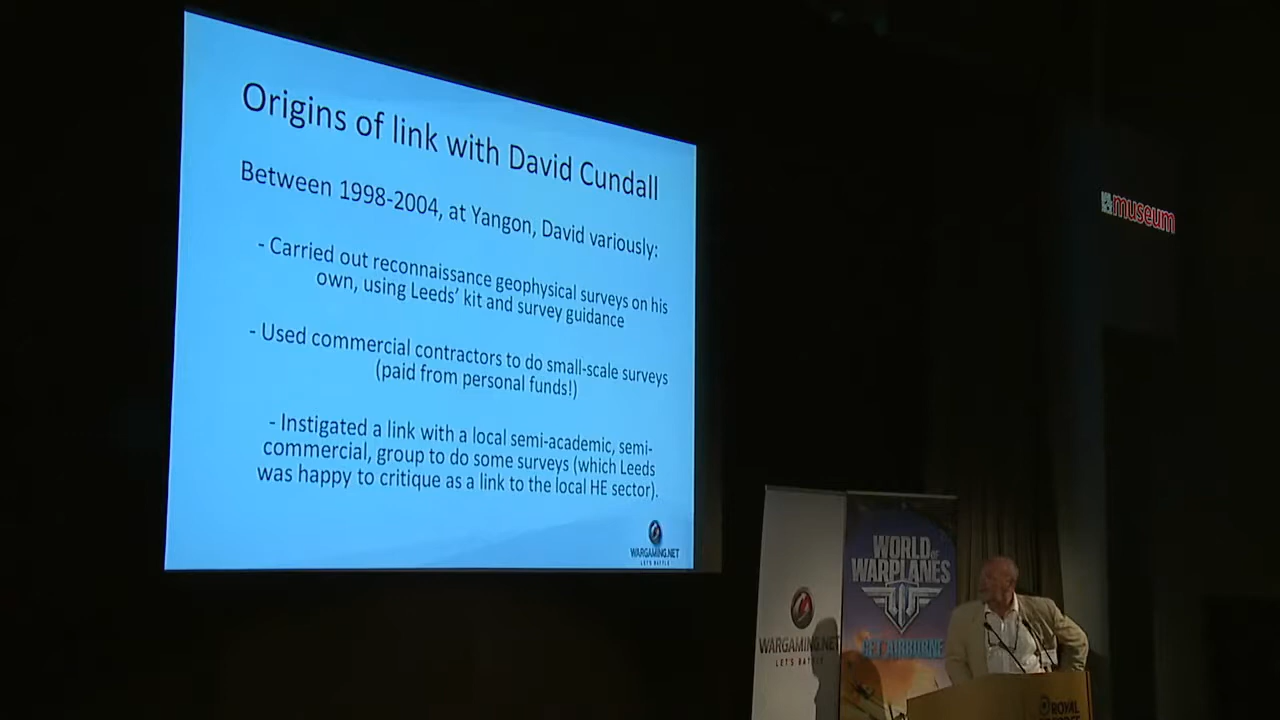 Origins of link with David Cundall
Between 1998-2004, at Yangon, David variously:
- Carried out reconnaissance geophysical surveys on his
own, using Leeds' kit and survey guidance
- Used commercial contractors to do small-scale surveys
(paid from personal funds!)
- Instigated a link with a local semi-academic, semi-
commercial, group to do some surveys (which Leeds
was happy to critique as a link to the local HE sector).
WARGAMING.NET
LET'S BATTLE
museum
WORLD OF
WARPLANES
GET AIRBORNE
WARGAMING.NET
LET'S BATTLE
ROYAL